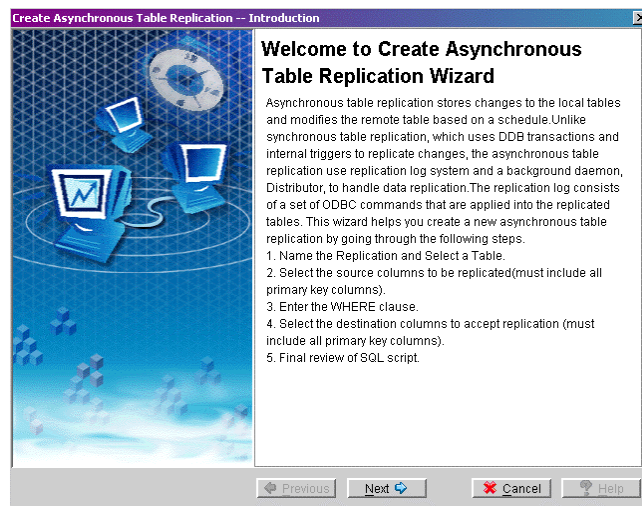 Create Asynchronous Table Replication -- Introduction
Welcome to Create Asynchronous
Table Replication Wizard
Asynchronous table replication stores changes to the local tables
and modifies the remote table based on a schedule.Unlike
synchronous table replication, which uses DDB transactions and
internal triggers to replicate changes, the asynchronous table
replication use replication log system and a background daemon,
Distributor, to handle data replication.The replication log consists
of a set of ODBC commands that are applied into the replicated
tables. This wizard helps you create a new asynchronous table
replication by going through the following steps.
1. Name the Replication and Select a Table.
2. Select the source columns to be replicated(must include all
primary key columns).
3. Enter the WHERE clause.
4. Select the destination columns to accept replication (must
include all primary key columns).
5. Final review of SQL script.
Previous Next Cancel Help